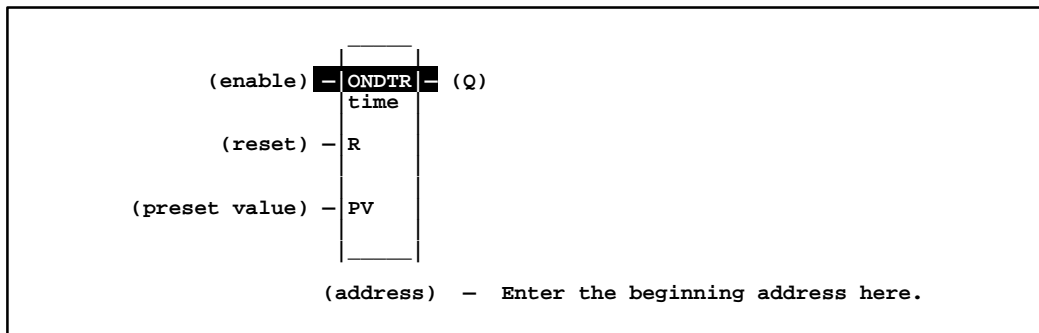 (enable) –|ONDTR|– (Q)
|time |
(reset) –|R |
(preset value) –|PV |
(address) – Enter the beginning address here.